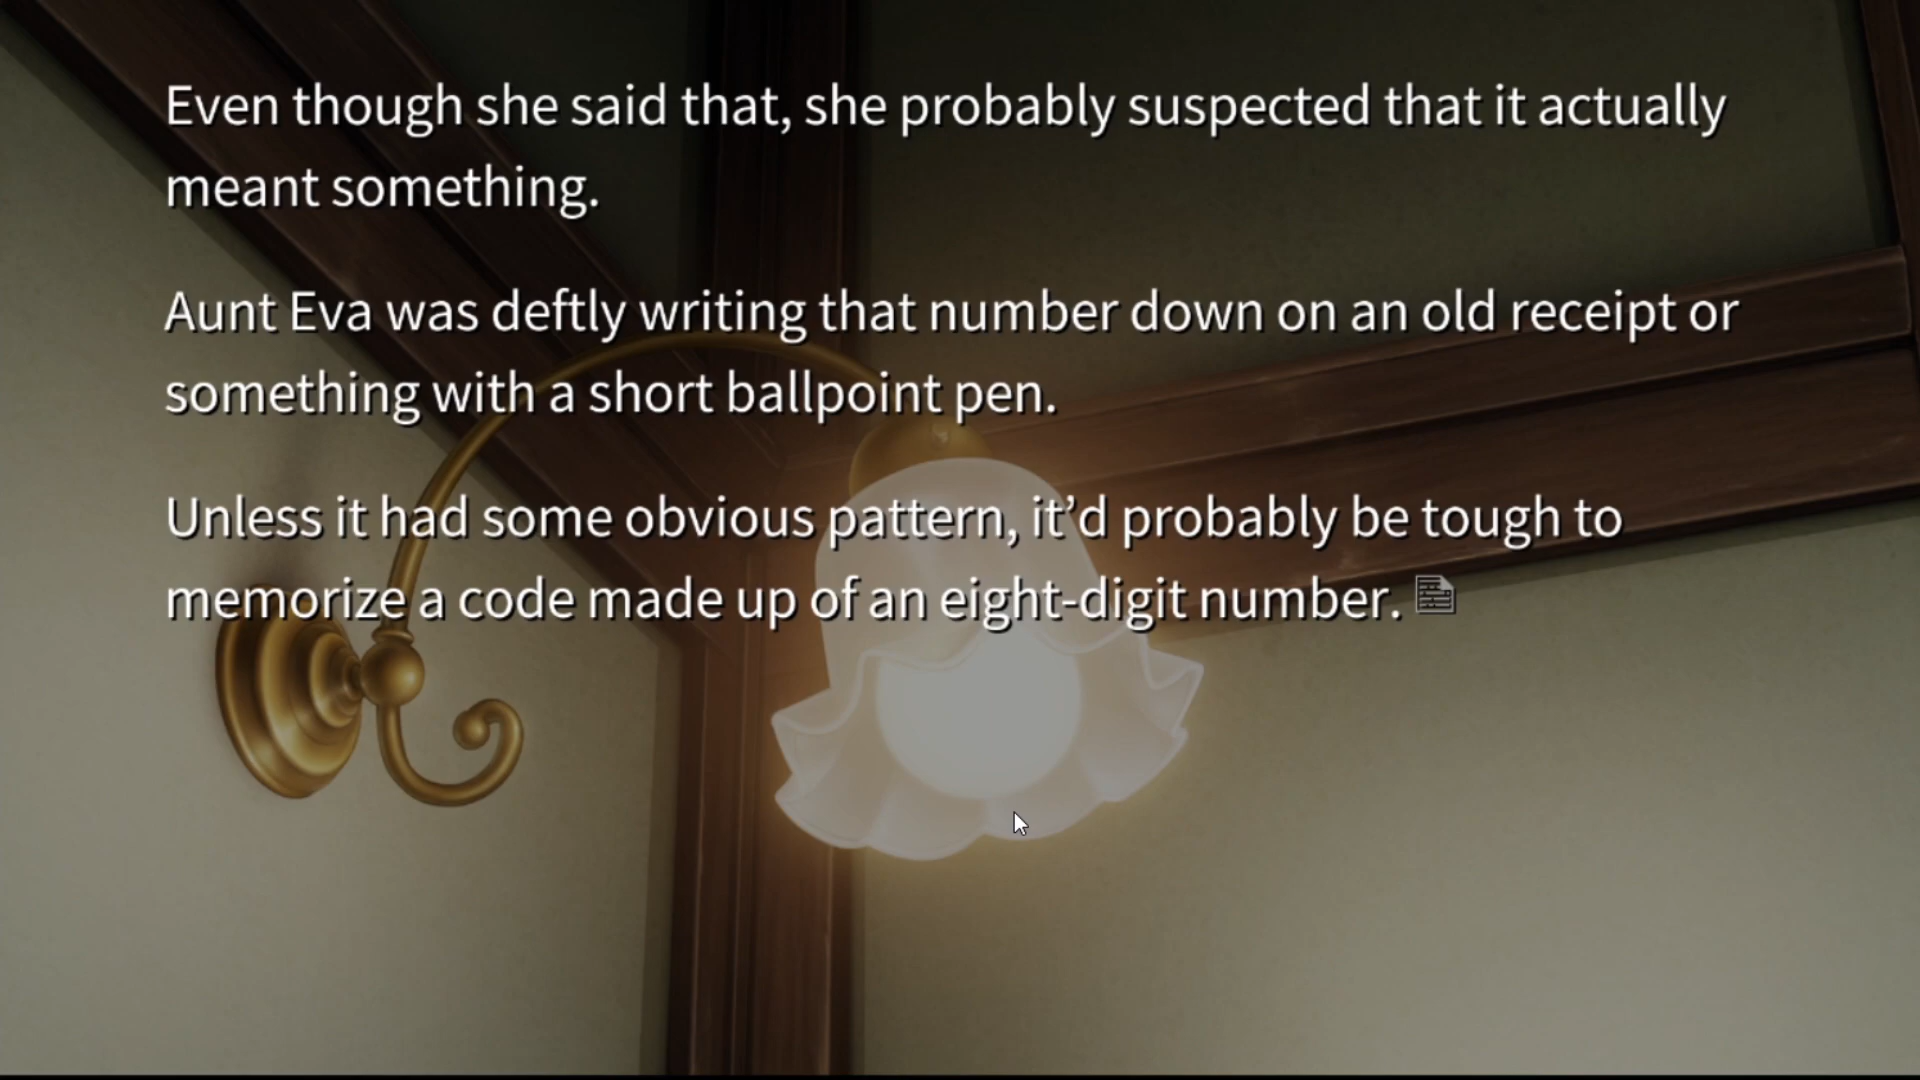 Even though she said that, she probably suspected that it actually
meant something.
Aunt Eva was deftly writing that number down on an old receipt or
something with a short ballpoint pen.
Unless it had some obvious pattern, it’d probably be tough to
memorize a code made up of an eight-digit number.